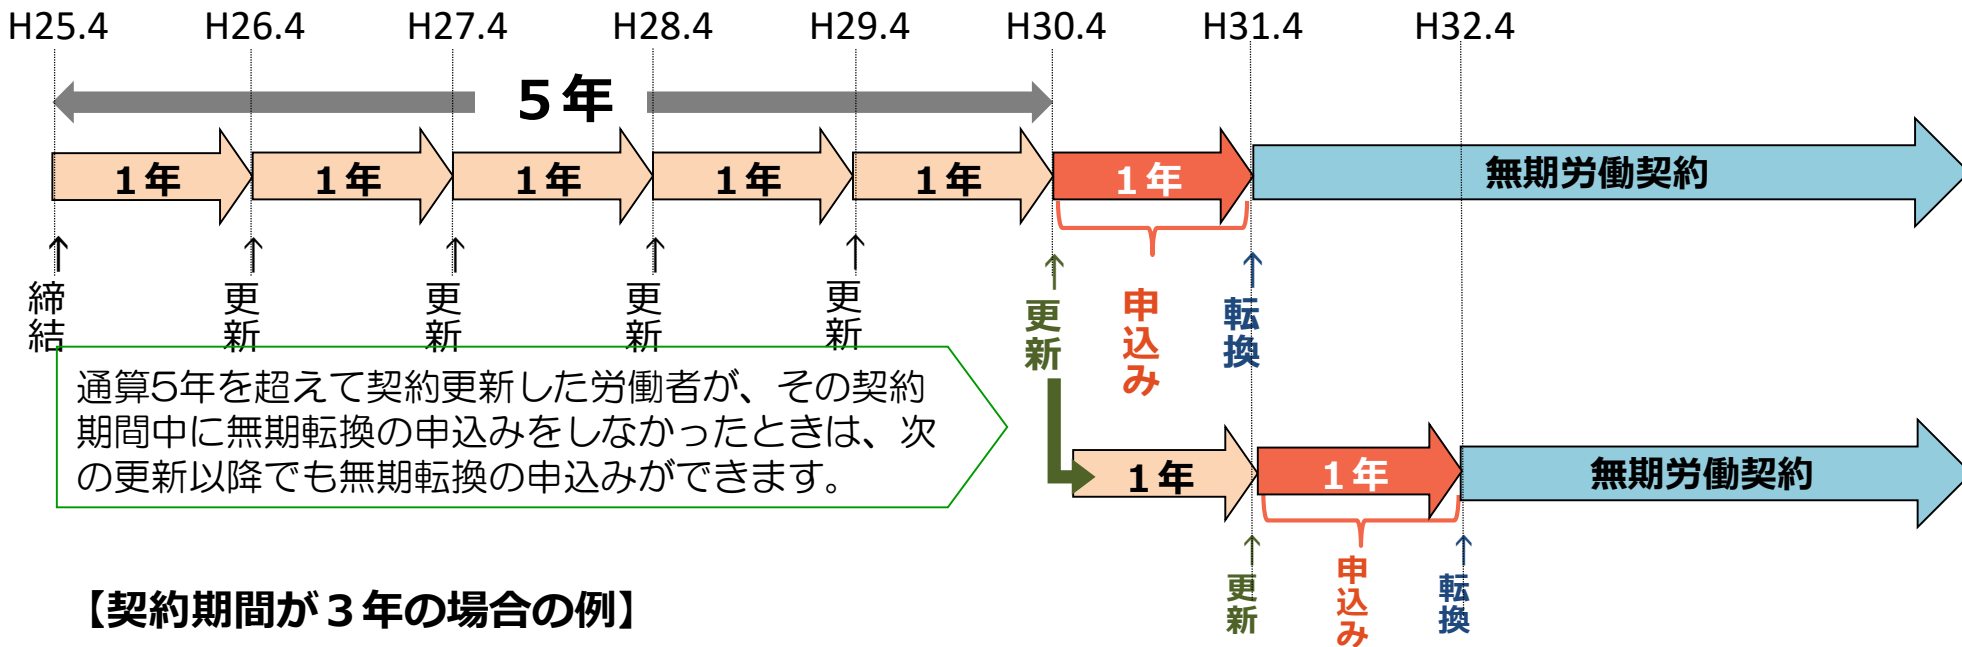 H25.4 H26.4 H27.4 H28.4 H29.4 H30.4 H31.4 H32.4
５年
１年 １年 １年 １年 １年 １年 無期労働契約
↑締結 ↑更新 ↑更新 ↑更新 ↑更新 ↑更新 申込み ↑転換
通算5年を超えて契約更新した労働者が、その契約
期間中に無期転換の申込みをしなかったときは、次
の更新以降でも無期転換の申込みができます。
１年 １年 無期労働契約
↑更新 申込み ↑転換
【契約期間が３年の場合の例】